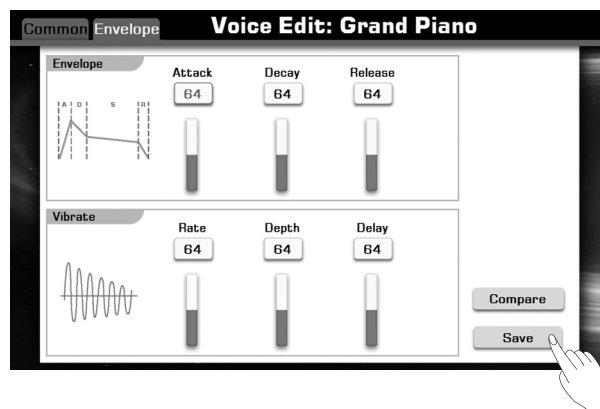 Common Envelope Voice Edit: Grand Piano
Envelope
Attack Decay Release
64 64 64
A D S R
Vibrate
Rate Depth Delay
64 64 64
Compare
Save